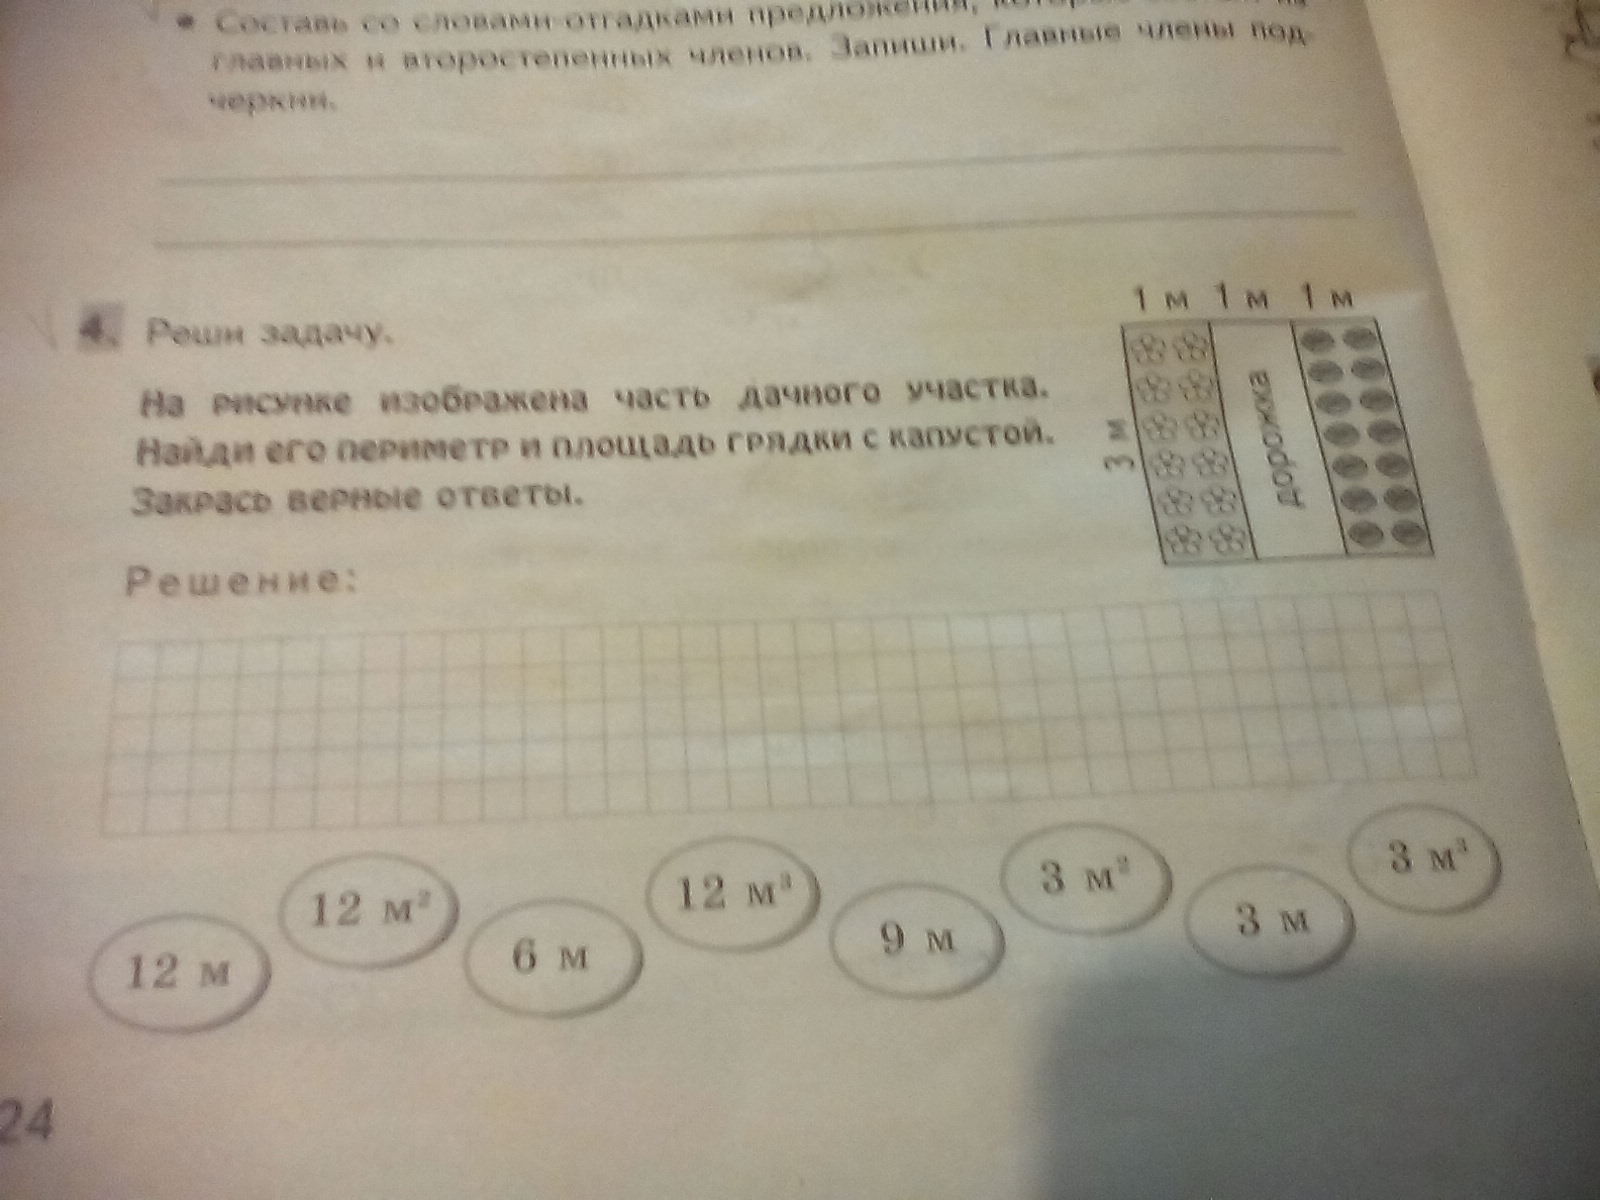 • Составь со словами-отгадками предложения,
главных и второстепенных членов. Запиши. Главные члены под-
черкни.
4. Реши задачу.
1 м 1 м 1 м
На рисунке изображена часть дачного участка.
Найди его периметр и площадь грядки с капустой.
Закрась верные ответы.
3 м
дорожка
Решение:
12 м
12 м²
6 м
12 м³
9 м
3 м²
3 м
3 м³
24